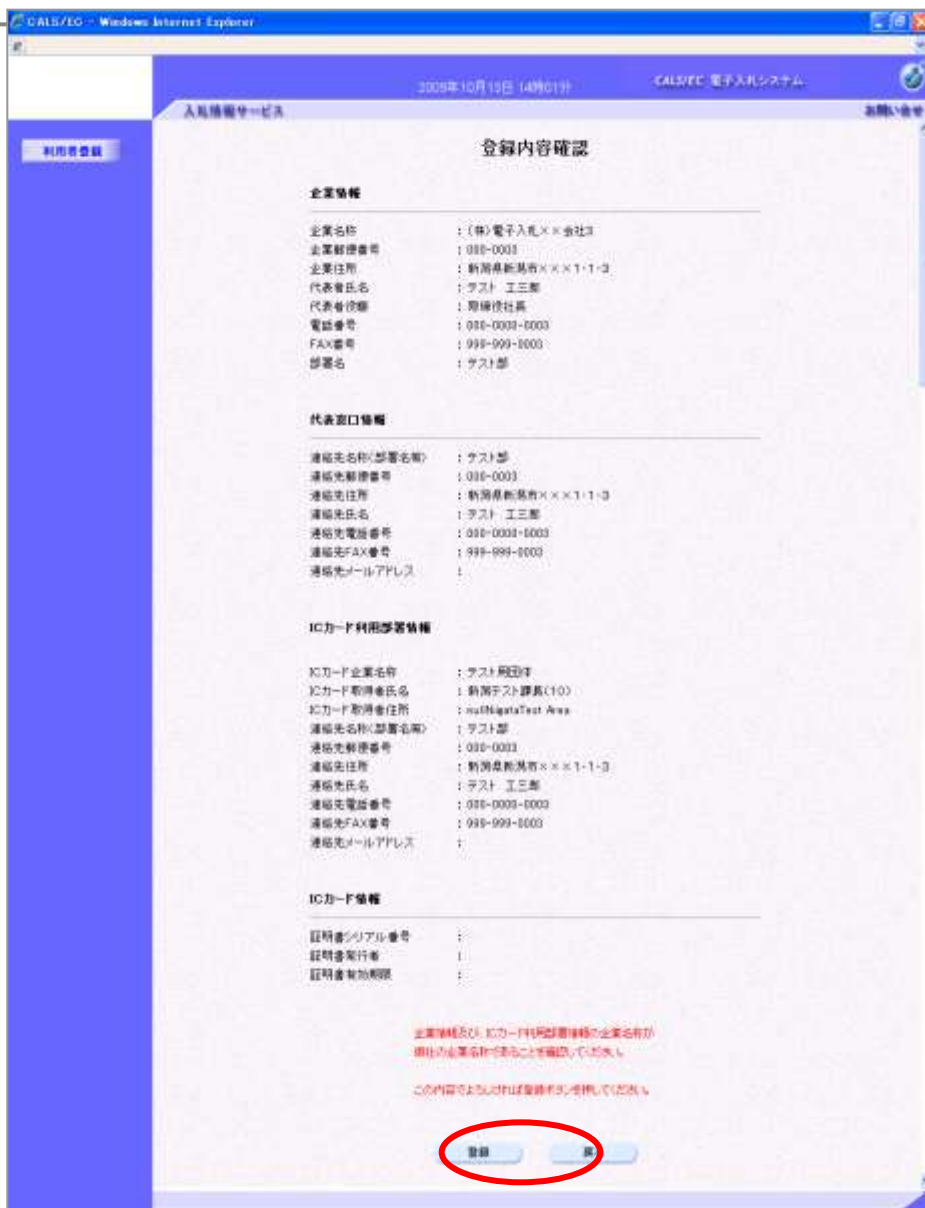 CALS/EC - Windows Internet Explorer
CALS/EC 電子入札システム
入札情報サービス
お問い合せ
利用者登録
登録内容確認
企業情報
企業名称 :(株)電子入札××会社3
企業郵便番号 :000-0003
企業住所 :新潟県新潟市×××1-1-3
代表者氏名 :テスト 工三郎
代表者役職 :取締役社長
電話番号 :000-0000-0003
FAX番号 :999-999-0003
部署名 :テスト部
代表窓口情報
連絡先名称(部署名等) :テスト部
連絡先郵便番号 :000-0003
連絡先住所 :新潟県新潟市×××1-1-3
連絡先氏名 :テスト 工三郎
連絡先電話番号 :000-0000-0003
連絡先FAX番号 :999-999-0003
連絡先メールアドレス :
ICカード利用部署情報
ICカード企業名称 :テスト用団体
ICカード取得者氏名 :新潟テスト課長(10)
ICカード取得者住所 :nullNiigataTest Area
連絡先名称(部署名等) :テスト部
連絡先郵便番号 :000-0003
連絡先住所 :新潟県新潟市×××1-1-3
連絡先氏名 :テスト 工三郎
連絡先電話番号 :000-0000-0003
連絡先FAX番号 :999-999-0003
連絡先メールアドレス :
ICカード情報
証明書シリアル番号 :
証明書発行者 :
証明書有効期限 :
企業情報及び、ICカード利用部署情報の企業名称が
御社の企業名称であることを確認してください。
この内容でよろしければ登録ボタンを押してください。
登録
戻る